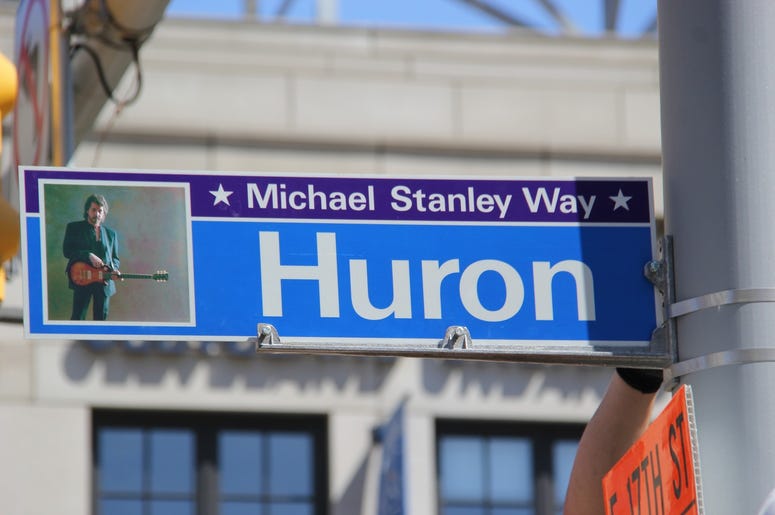 ★ Michael Stanley Way ★
Huron
E 17TH ST